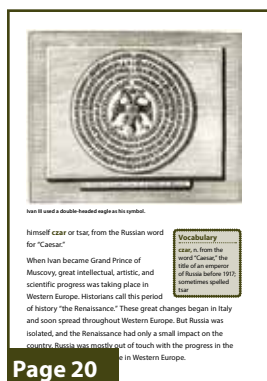 Ivan III used a double-headed eagle as his symbol.
himself czar or tsar, from the Russian word
for “Caesar.”
Vocabulary
czar, n. from the
word “Caesar,” the
title of an emperor
of Russia before 1917;
sometimes spelled
tsar
When Ivan became Grand Prince of
Muscovy, great intellectual, artistic, and
scientific progress was taking place in
Western Europe. Historians call this period
of history “the Renaissance.” These great changes began in Italy
and soon spread throughout Western Europe. But Russia was
isolated, and the Renaissance had only a small impact on the
country. Russia was mostly out of touch with the progress in the
in Western Europe.
Page 20